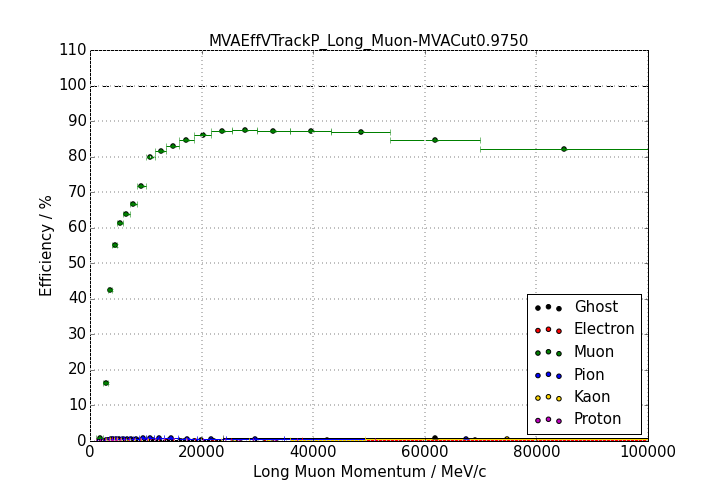 MVAEffVTrackP_Long_Muon-MVACut0.9750
110
100
90
80
70
60
50
40
30
20
10
0
Efficiency / %
Ghost
Electron
Muon
Pion
Kaon
Proton
0 20000 40000 60000 80000 100000
Long Muon Momentum / MeV/c